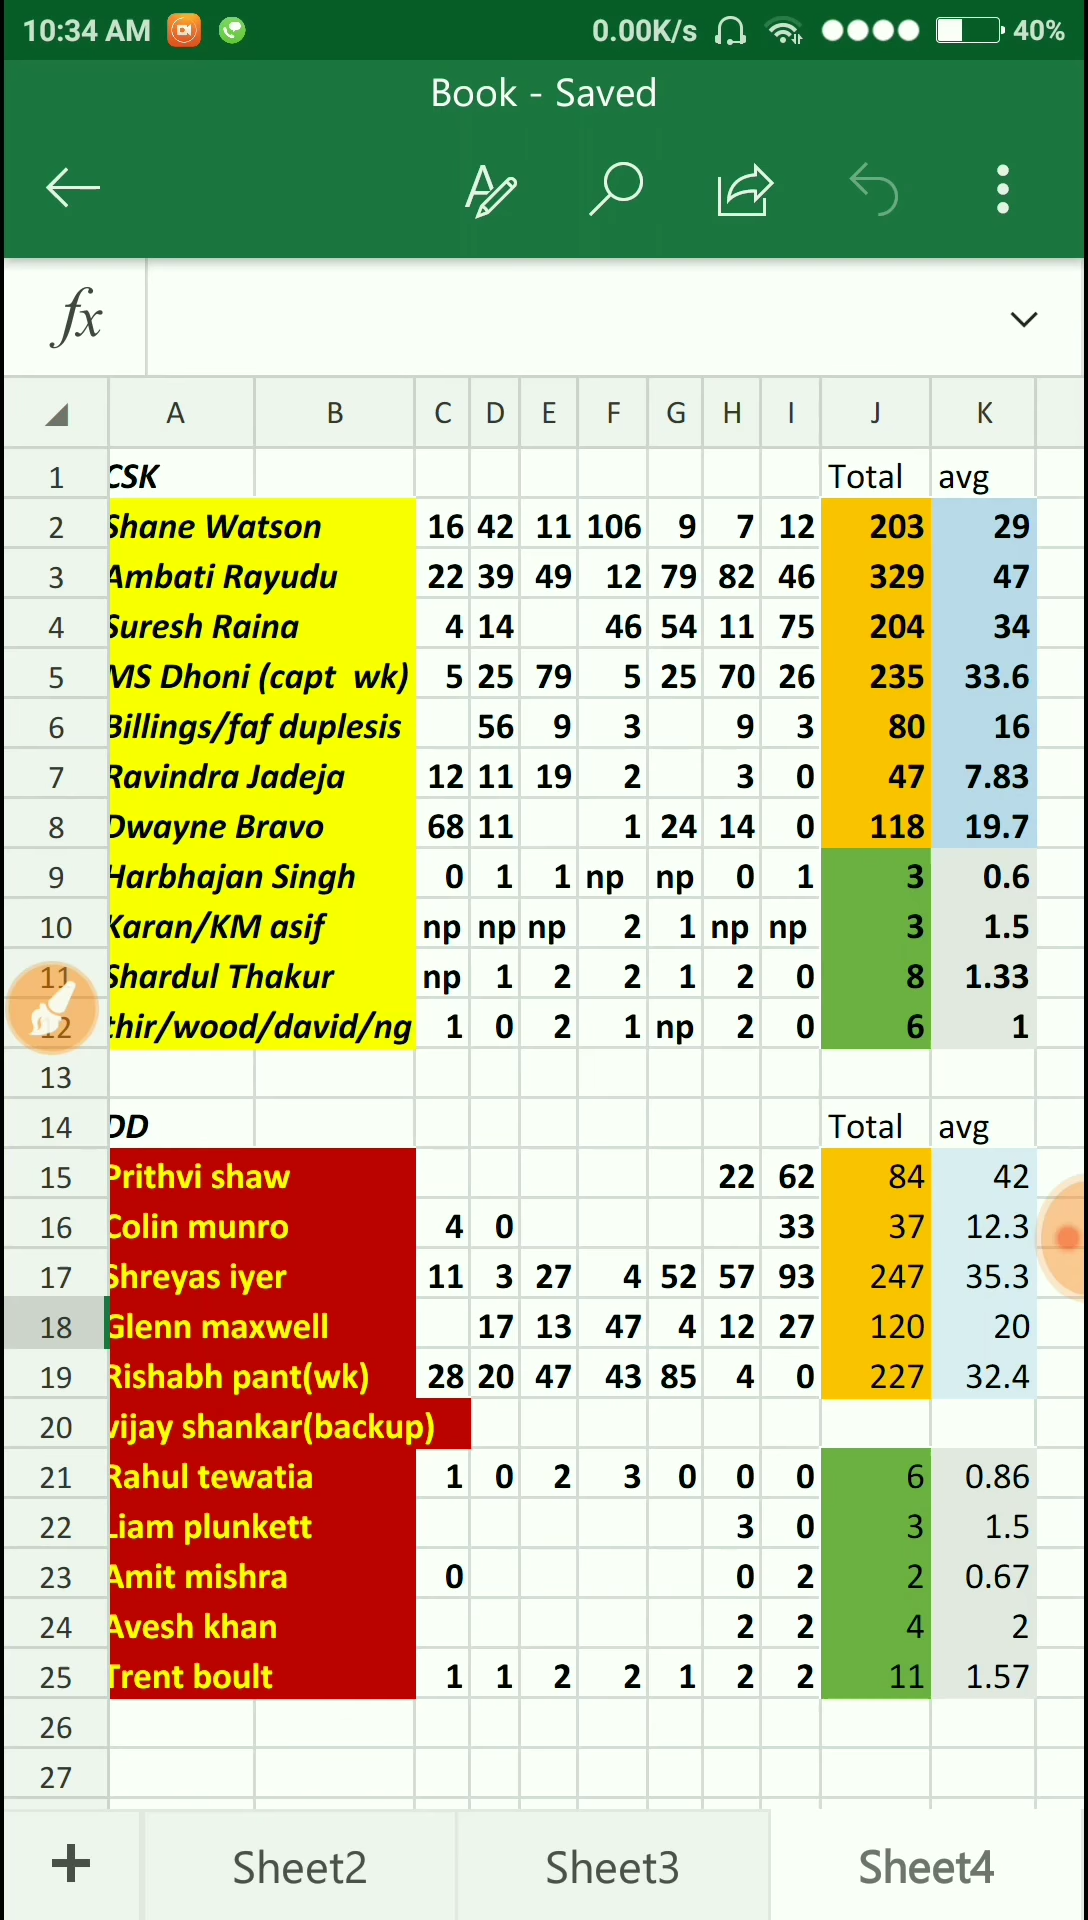 10:34 AM 0.00K/s 40%
Book - Saved
fx
A B C D E F G H I J K
1 CSK Total avg
2 Shane Watson 16 42 11 106 9 7 12 203 29
3 Ambati Rayudu 22 39 49 12 79 82 46 329 47
4 Suresh Raina 4 14 46 54 11 75 204 34
5 MS Dhoni (capt wk) 5 25 79 5 25 70 26 235 33.6
6 Billings/faf duplesis 56 9 3 9 3 80 16
7 Ravindra Jadeja 12 11 19 2 3 0 47 7.83
8 Dwayne Bravo 68 11 1 24 14 0 118 19.7
9 Harbhajan Singh 0 1 1 np np 0 1 3 0.6
10 Karan/KM asif np np np 2 1 np np 3 1.5
11 Shardul Thakur np 1 2 2 1 2 0 8 1.33
12 thir/wood/david/ng 1 0 2 1 np 2 0 6 1
13
14 DD Total avg
15 Prithvi shaw 22 62 84 42
16 Colin munro 4 0 33 37 12.3
17 Shreyas iyer 11 3 27 4 52 57 93 247 35.3
18 Glenn maxwell 17 13 47 4 12 27 120 20
19 Rishabh pant(wk) 28 20 47 43 85 4 0 227 32.4
20 vijay shankar(backup)
21 Rahul tewatia 1 0 2 3 0 0 0 6 0.86
22 Liam plunkett 3 0 3 1.5
23 Amit mishra 0 0 2 2 0.67
24 Avesh khan 2 2 4 2
25 Trent boult 1 1 2 2 1 2 2 11 1.57
26
27
+ Sheet2 Sheet3 Sheet4